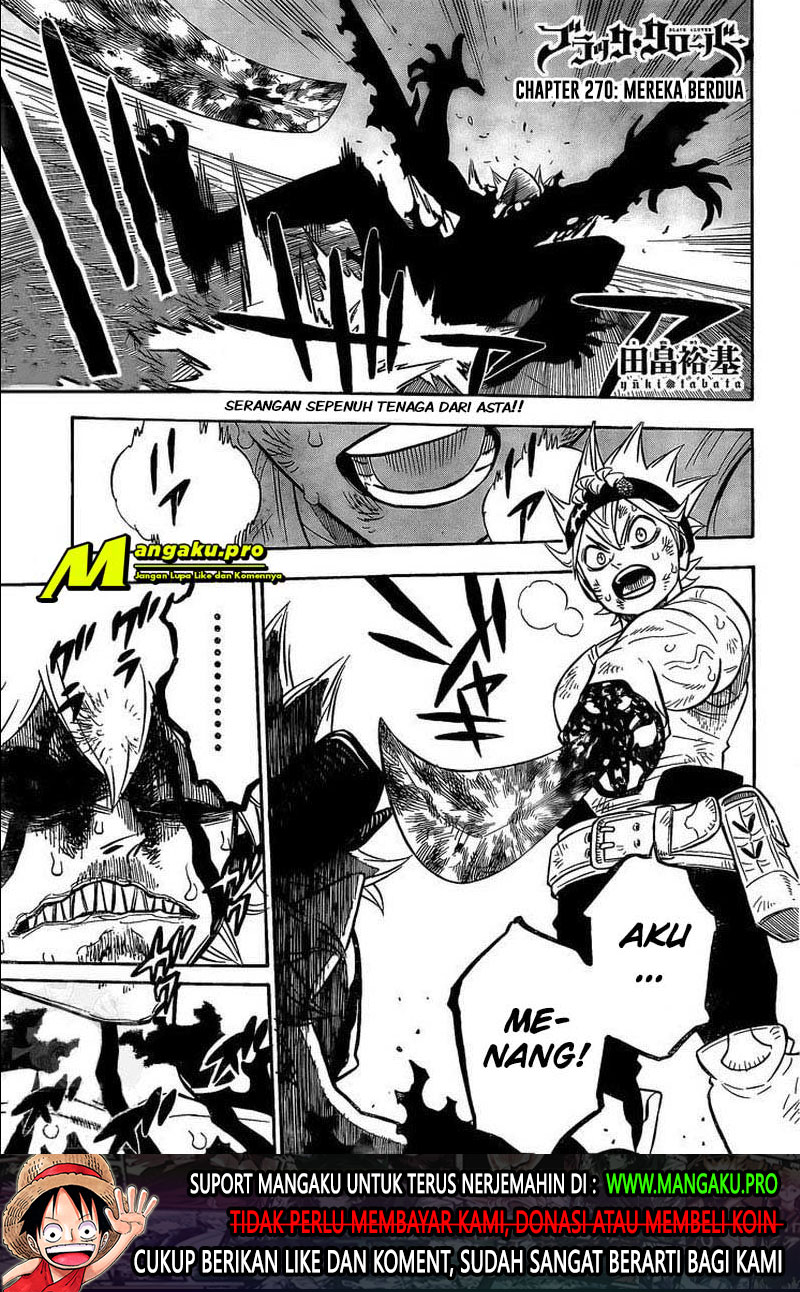 ブラック・クローバー
BLACK CLOVER
CHAPTER 270: MEREKA BERDUA
田畠裕基
yūki tabata
SERANGAN SEPENUH TENAGA DARI ASTA!!
Mangaku.pro
Jangan Lupa Like dan Komennya
AKU
...
ME-
NANG!
SUPORT MANGAKU UNTUK TERUS NERJEMAHIN DI : WWW.MANGAKU.PRO
TIDAK PERLU MEMBAYAR KAMI, DONASI ATAU MEMBELI KOIN
CUKUP BERIKAN LIKE DAN KOMENT, SUDAH SANGAT BERARTI BAGI KAMI